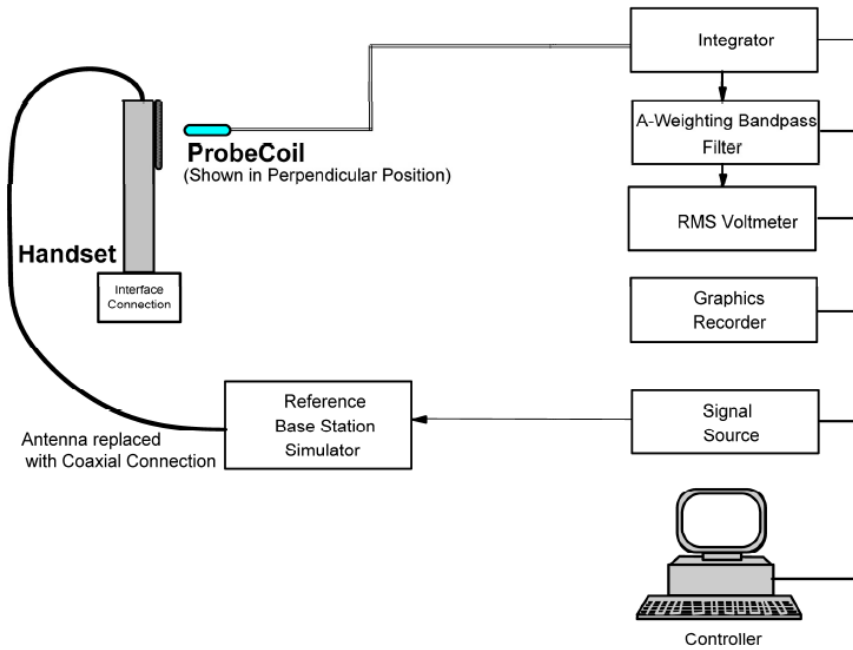 Integrator
A-Weighting Bandpass
Filter
RMS Voltmeter
ProbeCoil
(Shown in Perpendicular Position)
Handset
Interface
Connection
Graphics
Recorder
Reference
Base Station
Simulator
Signal
Source
Antenna replaced
with Coaxial Connection
Controller